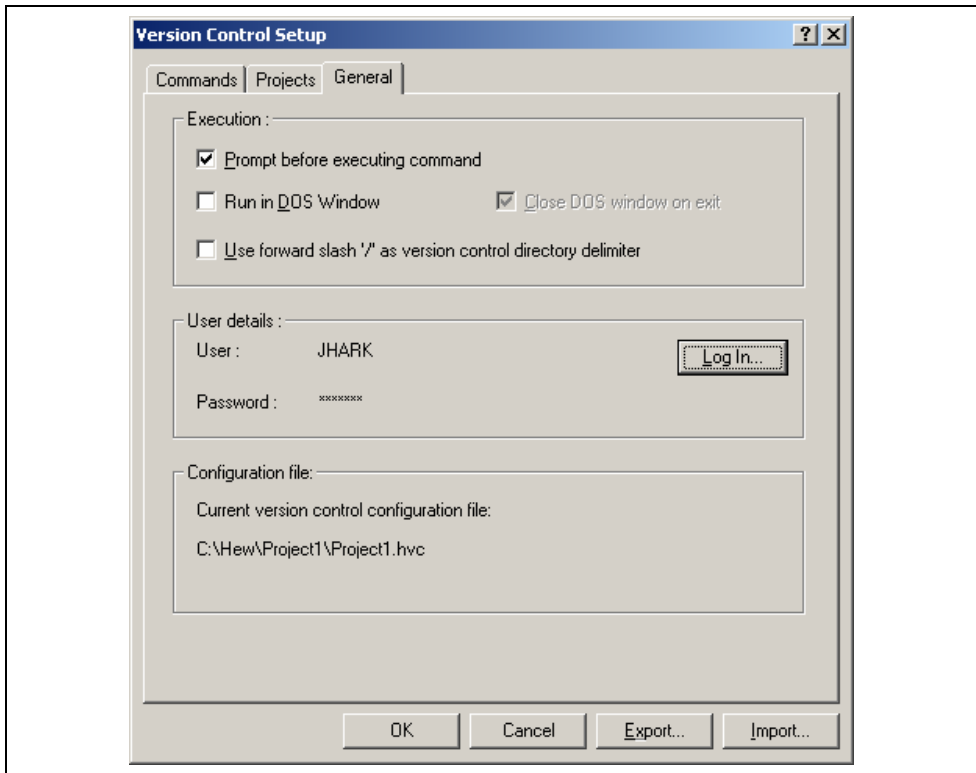 Version Control Setup
Commands Projects General
Execution :
Prompt before executing command
Run in DOS Window Close DOS window on exit
Use forward slash '/' as version control directory delimiter
User details :
User : JHARK Log In...
Password : *******
Configuration file:
Current version control configuration file:
C:\Hew\Project1\Project1.hvc
OK Cancel Export... Import...